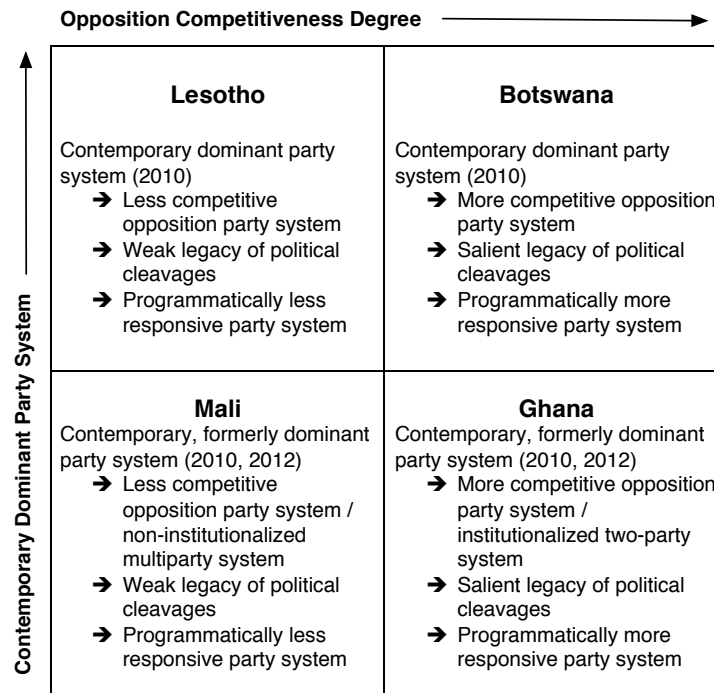 Opposition Competitiveness Degree
Contemporary Dominant Party System
Lesotho
Contemporary dominant party
system (2010)
➔ Less competitive
opposition party system
➔ Weak legacy of political
cleavages
➔ Programmatically less
responsive party system
Botswana
Contemporary dominant party
system (2010)
➔ More competitive opposition
party system
➔ Salient legacy of political
cleavages
➔ Programmatically more
responsive party system
Mali
Contemporary, formerly dominant
party system (2010, 2012)
➔ Less competitive
opposition party system /
non-institutionalized
multiparty system
➔ Weak legacy of political
cleavages
➔ Programmatically less
responsive party system
Ghana
Contemporary, formerly dominant
party system (2010, 2012)
➔ More competitive opposition
party system /
institutionalized two-party
system
➔ Salient legacy of political
cleavages
➔ Programmatically more
responsive party system